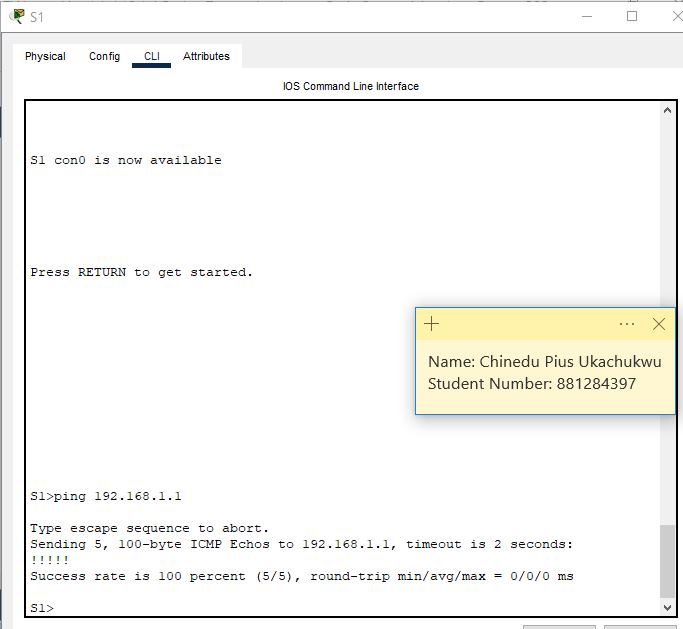 S1
Physical Config CLI Attributes
IOS Command Line Interface
S1 con0 is now available
Press RETURN to get started.
Name: Chinedu Pius Ukachukwu
Student Number: 881284397
S1>ping 192.168.1.1
Type escape sequence to abort.
Sending 5, 100-byte ICMP Echos to 192.168.1.1, timeout is 2 seconds:
!!!!!
Success rate is 100 percent (5/5), round-trip min/avg/max = 0/0/0 ms
S1>